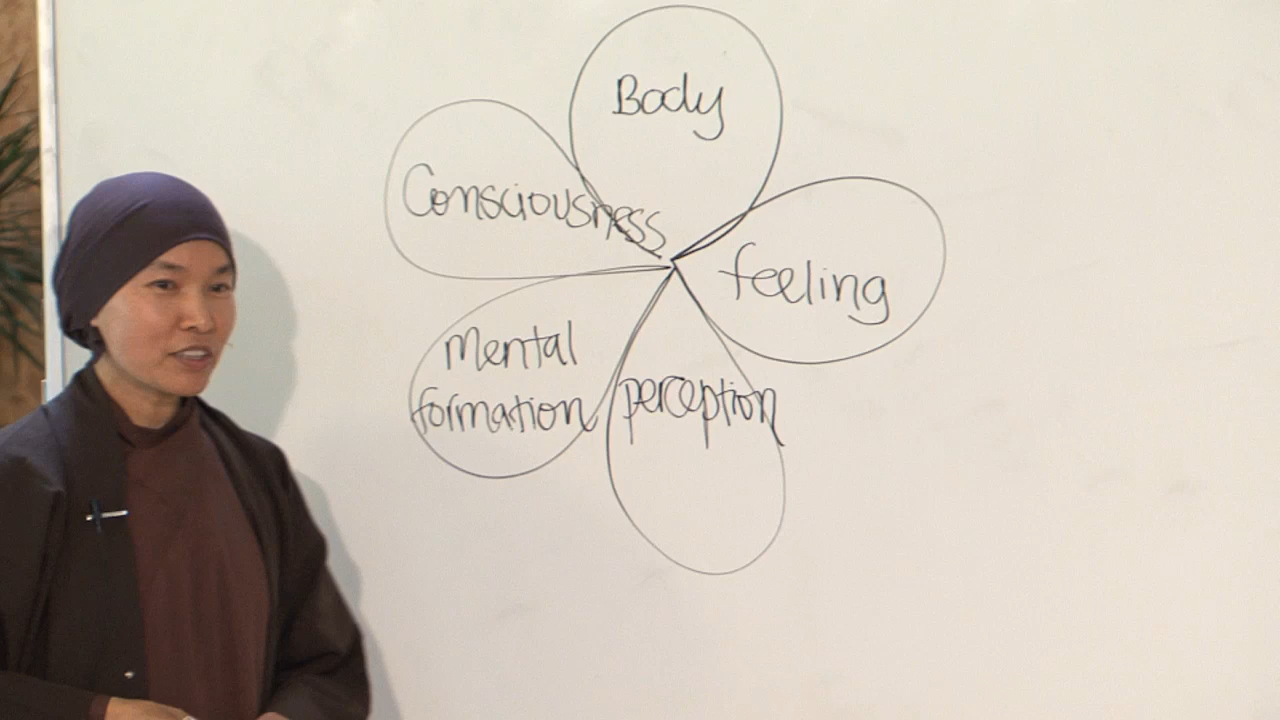 Body
Consciousness
feeling
mental
formation
perception